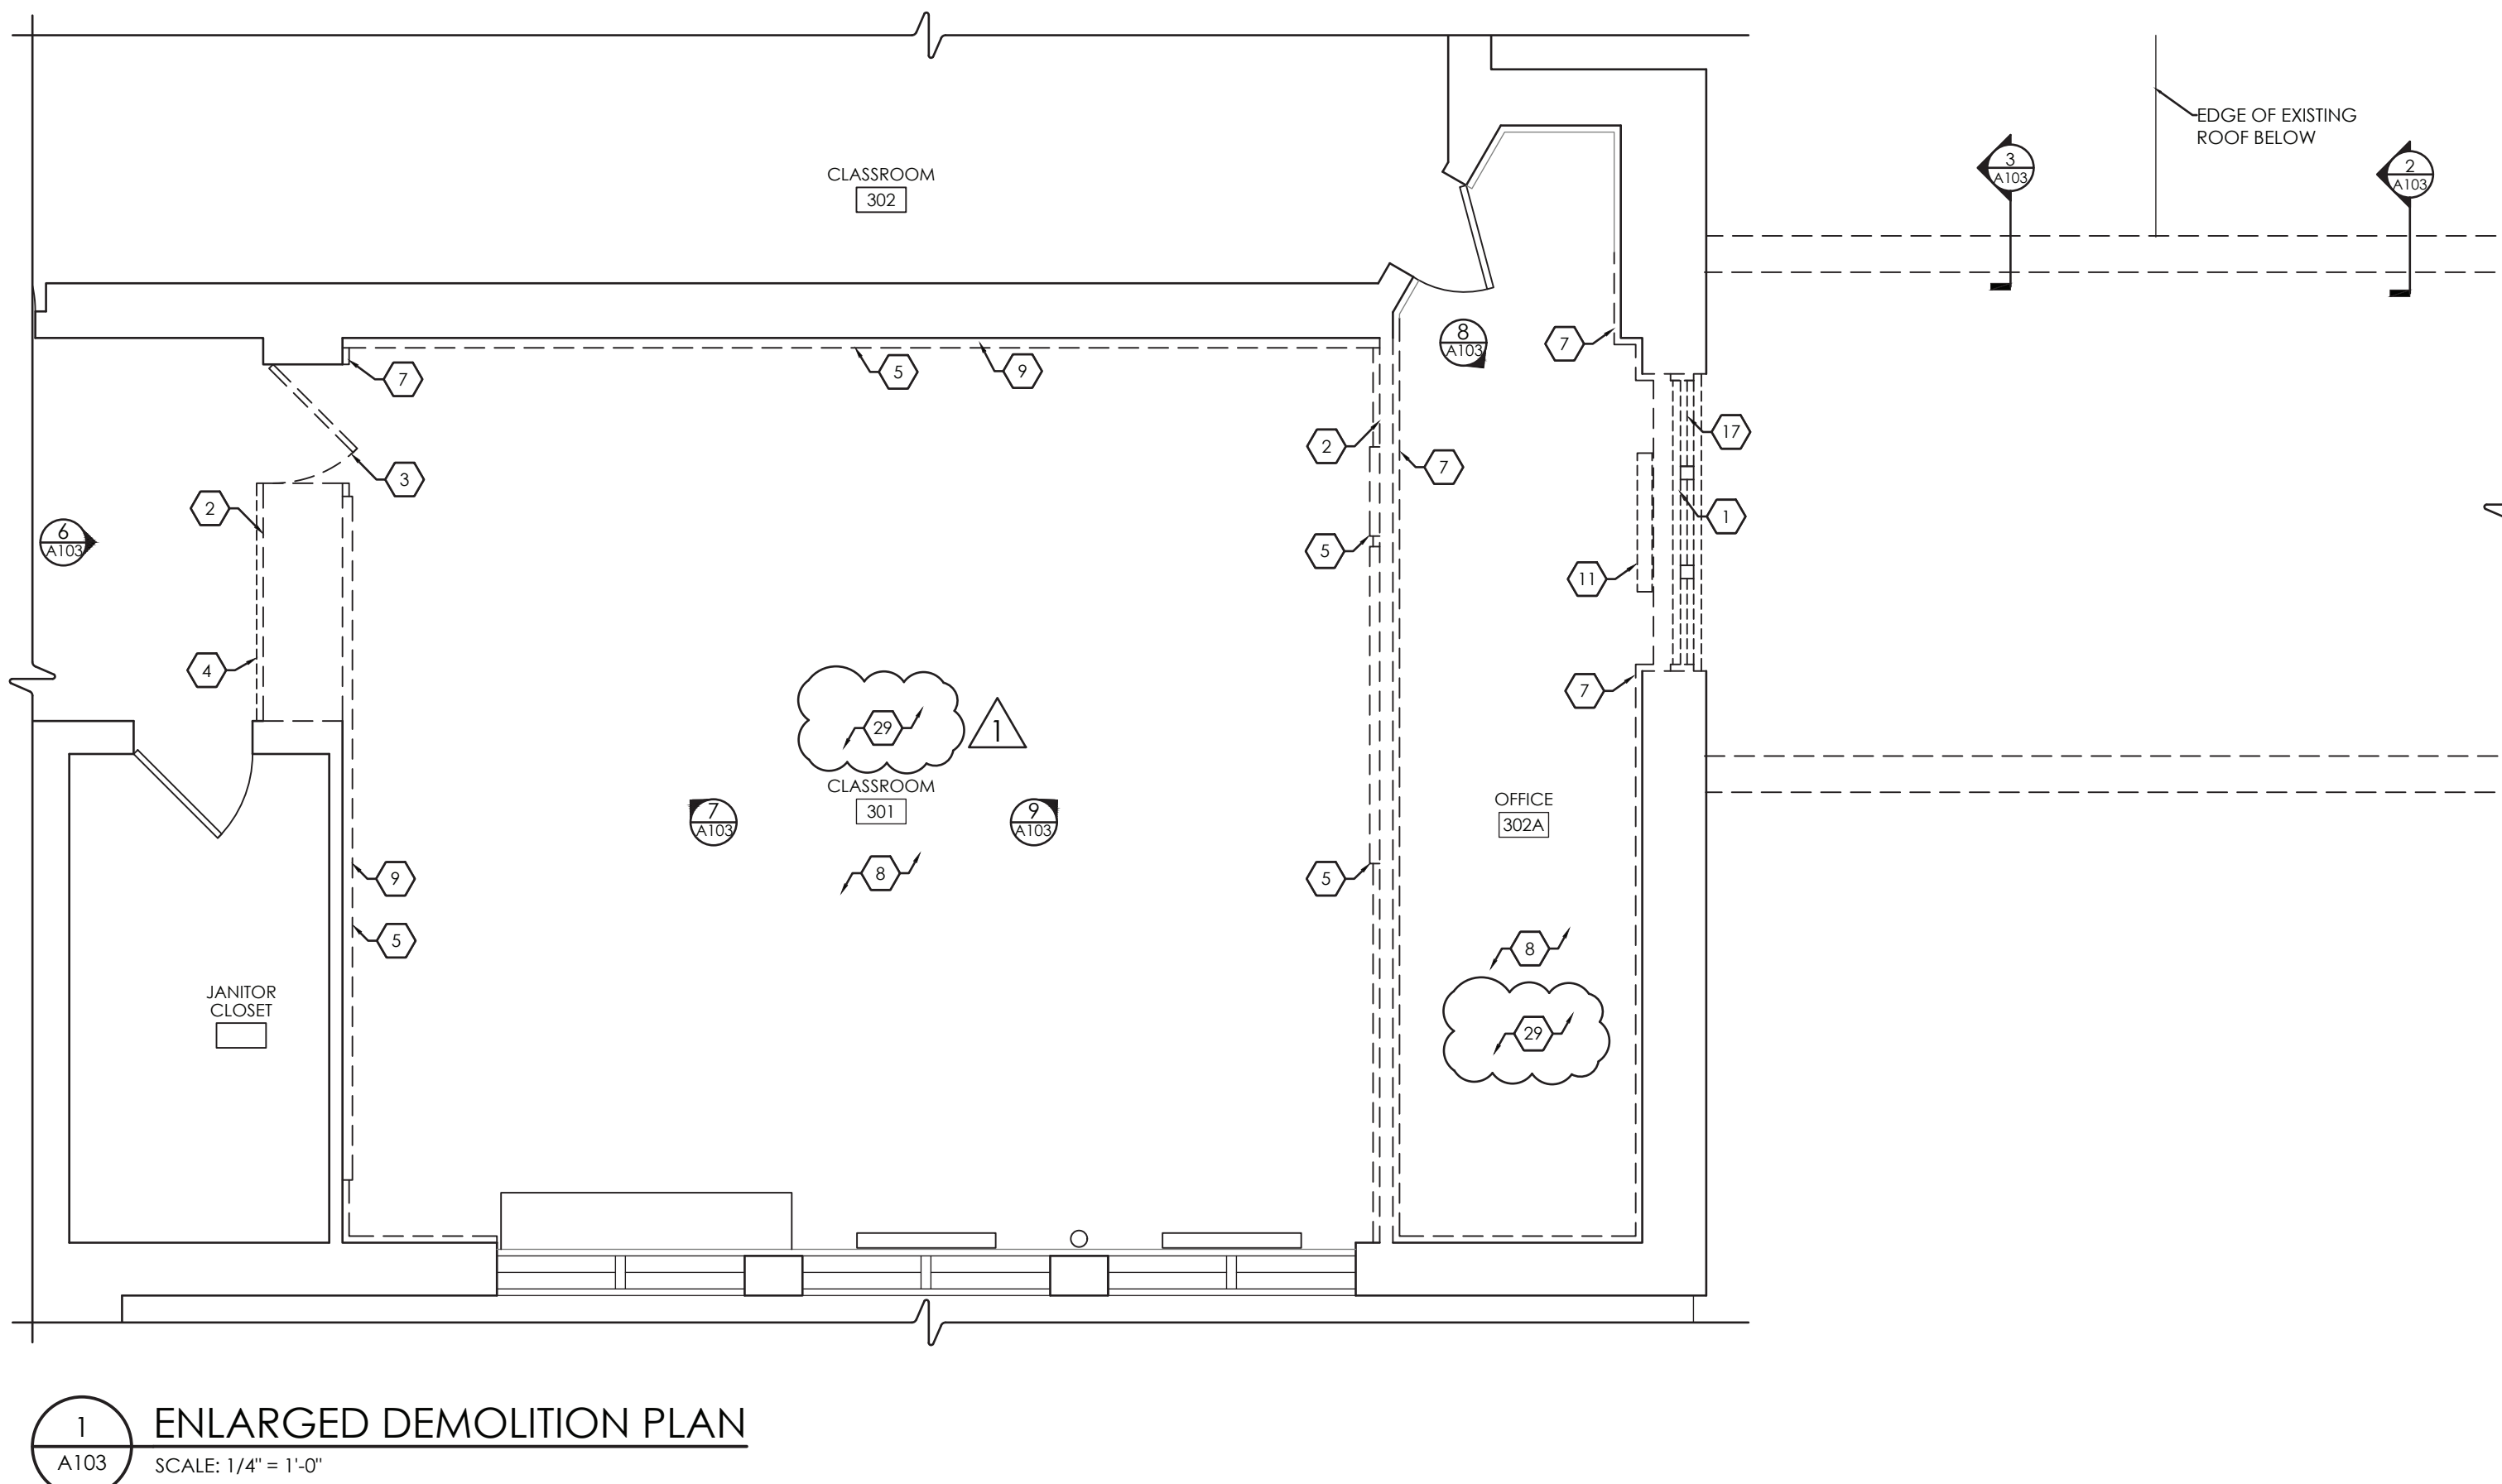 EDGE OF EXISTING
ROOF BELOW
3
A103
2
A103
CLASSROOM
302
8
A103
7
7
5
9
17
2
7
3
2
1
6
A103
5
11
4
7
29
1
CLASSROOM
301
7
A103
9
A103
OFFICE
302A
8
9
5
5
8
JANITOR
CLOSET
29
1
A103
ENLARGED DEMOLITION PLAN
SCALE: 1/4" = 1'-0"